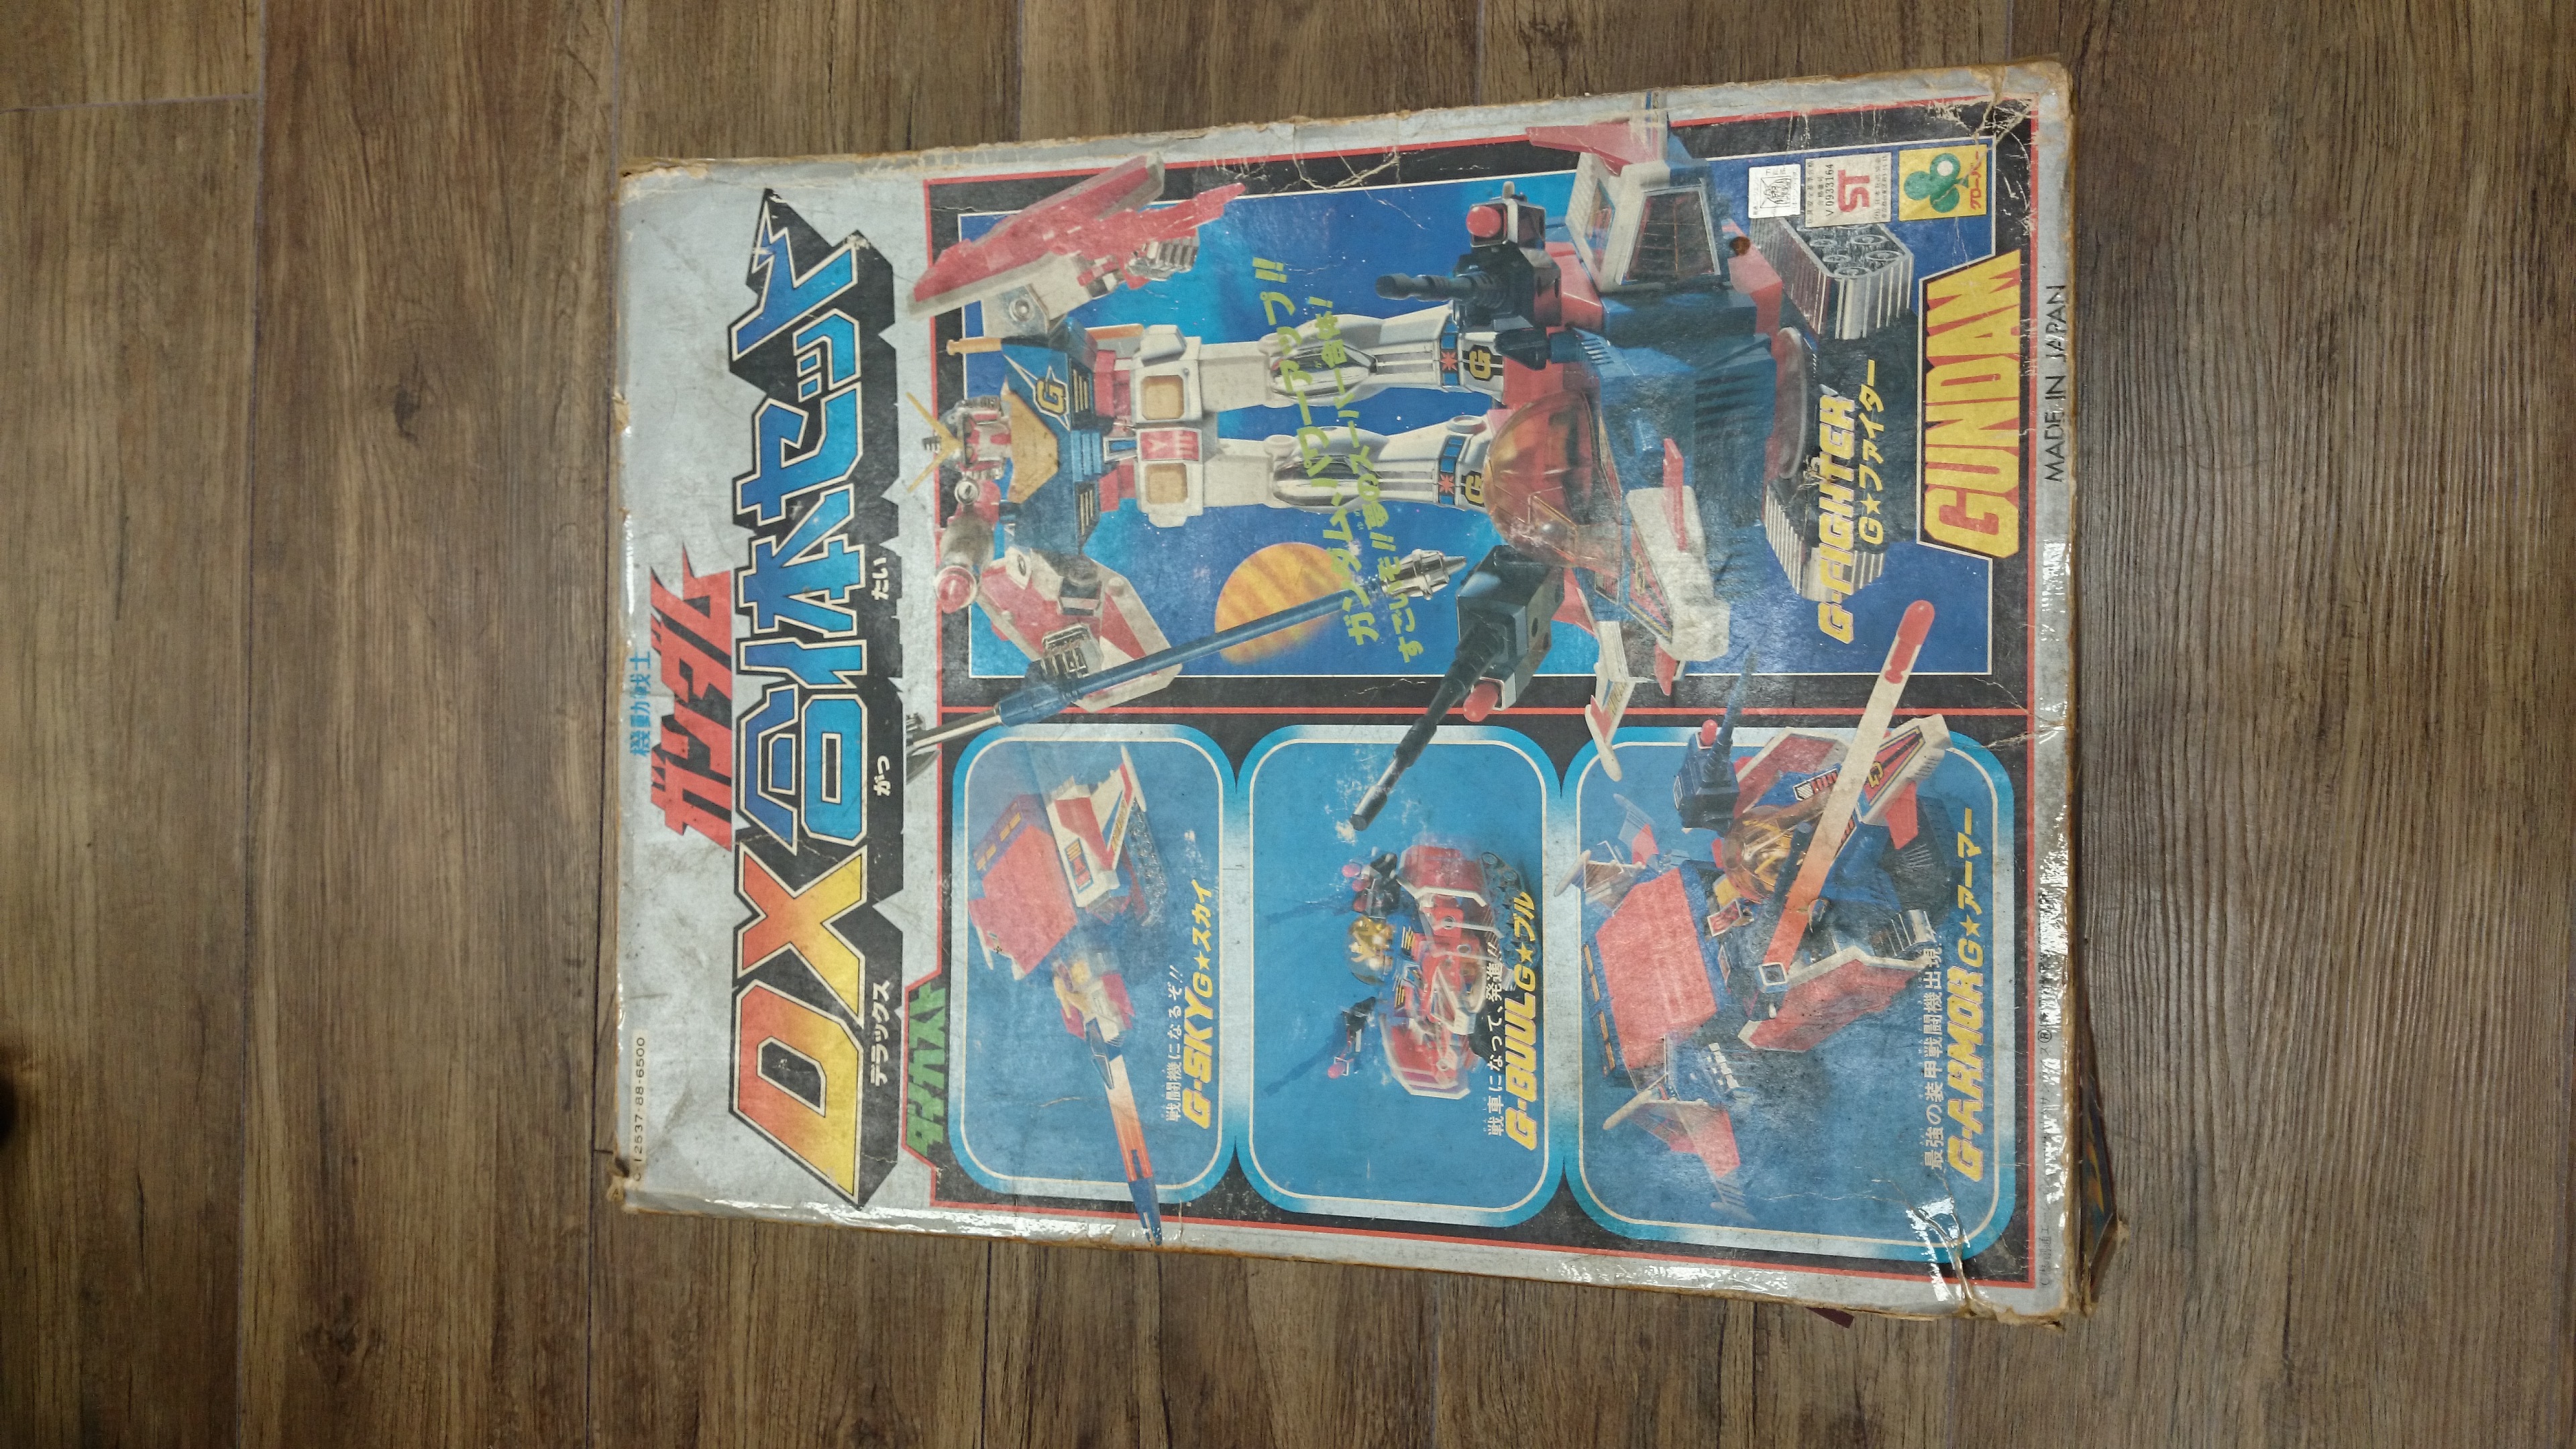 12537-88-6500
機動戦士
ガンダム
DX合体セット
デラックス
がっ
たい
ダイカスト
戦闘機になるぞ!!
G-SKY G★スカイ
戦車になって、発進!!
G-BULL G★ブル
最強の装甲戦闘機出現!
G-ARMOR G★アーマー
ガンダム・パワーアップ!!
すごいぞ!!夢のスーパー合体!
G-FIGHTER
G★ファイター
GUNDAM
V0933164
ST
クローバー
MADE IN JAPAN